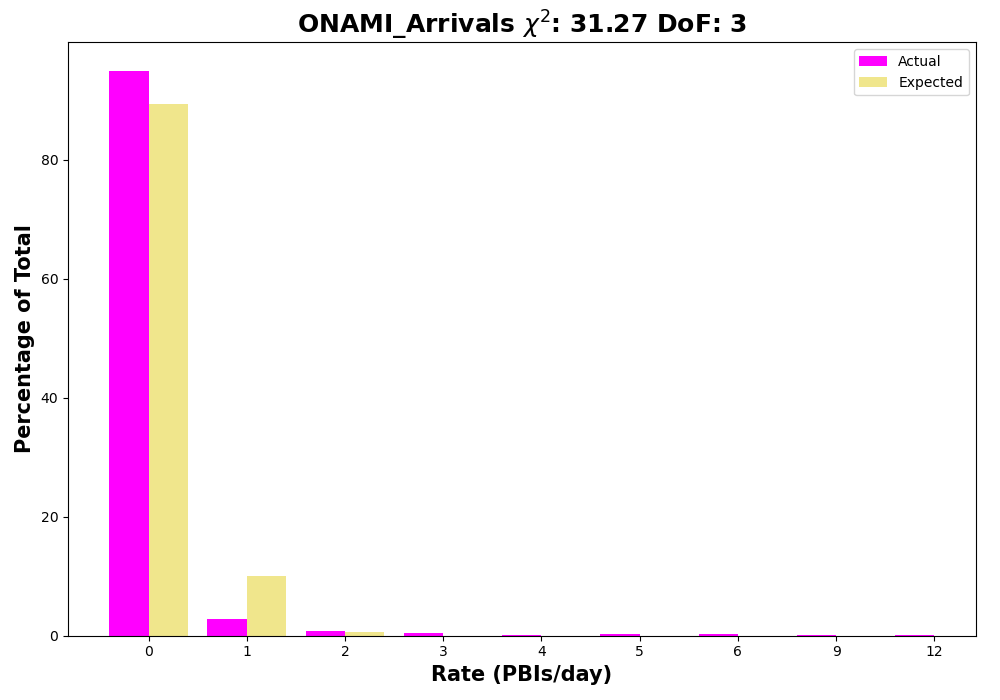 ONAMI_Arrivals χ²: 31.27 DoF: 3
Actual
Expected
Percentage of Total
80
60
40
20
0
0 1 2 3 4 5 6 9 12
Rate (PBIs/day)